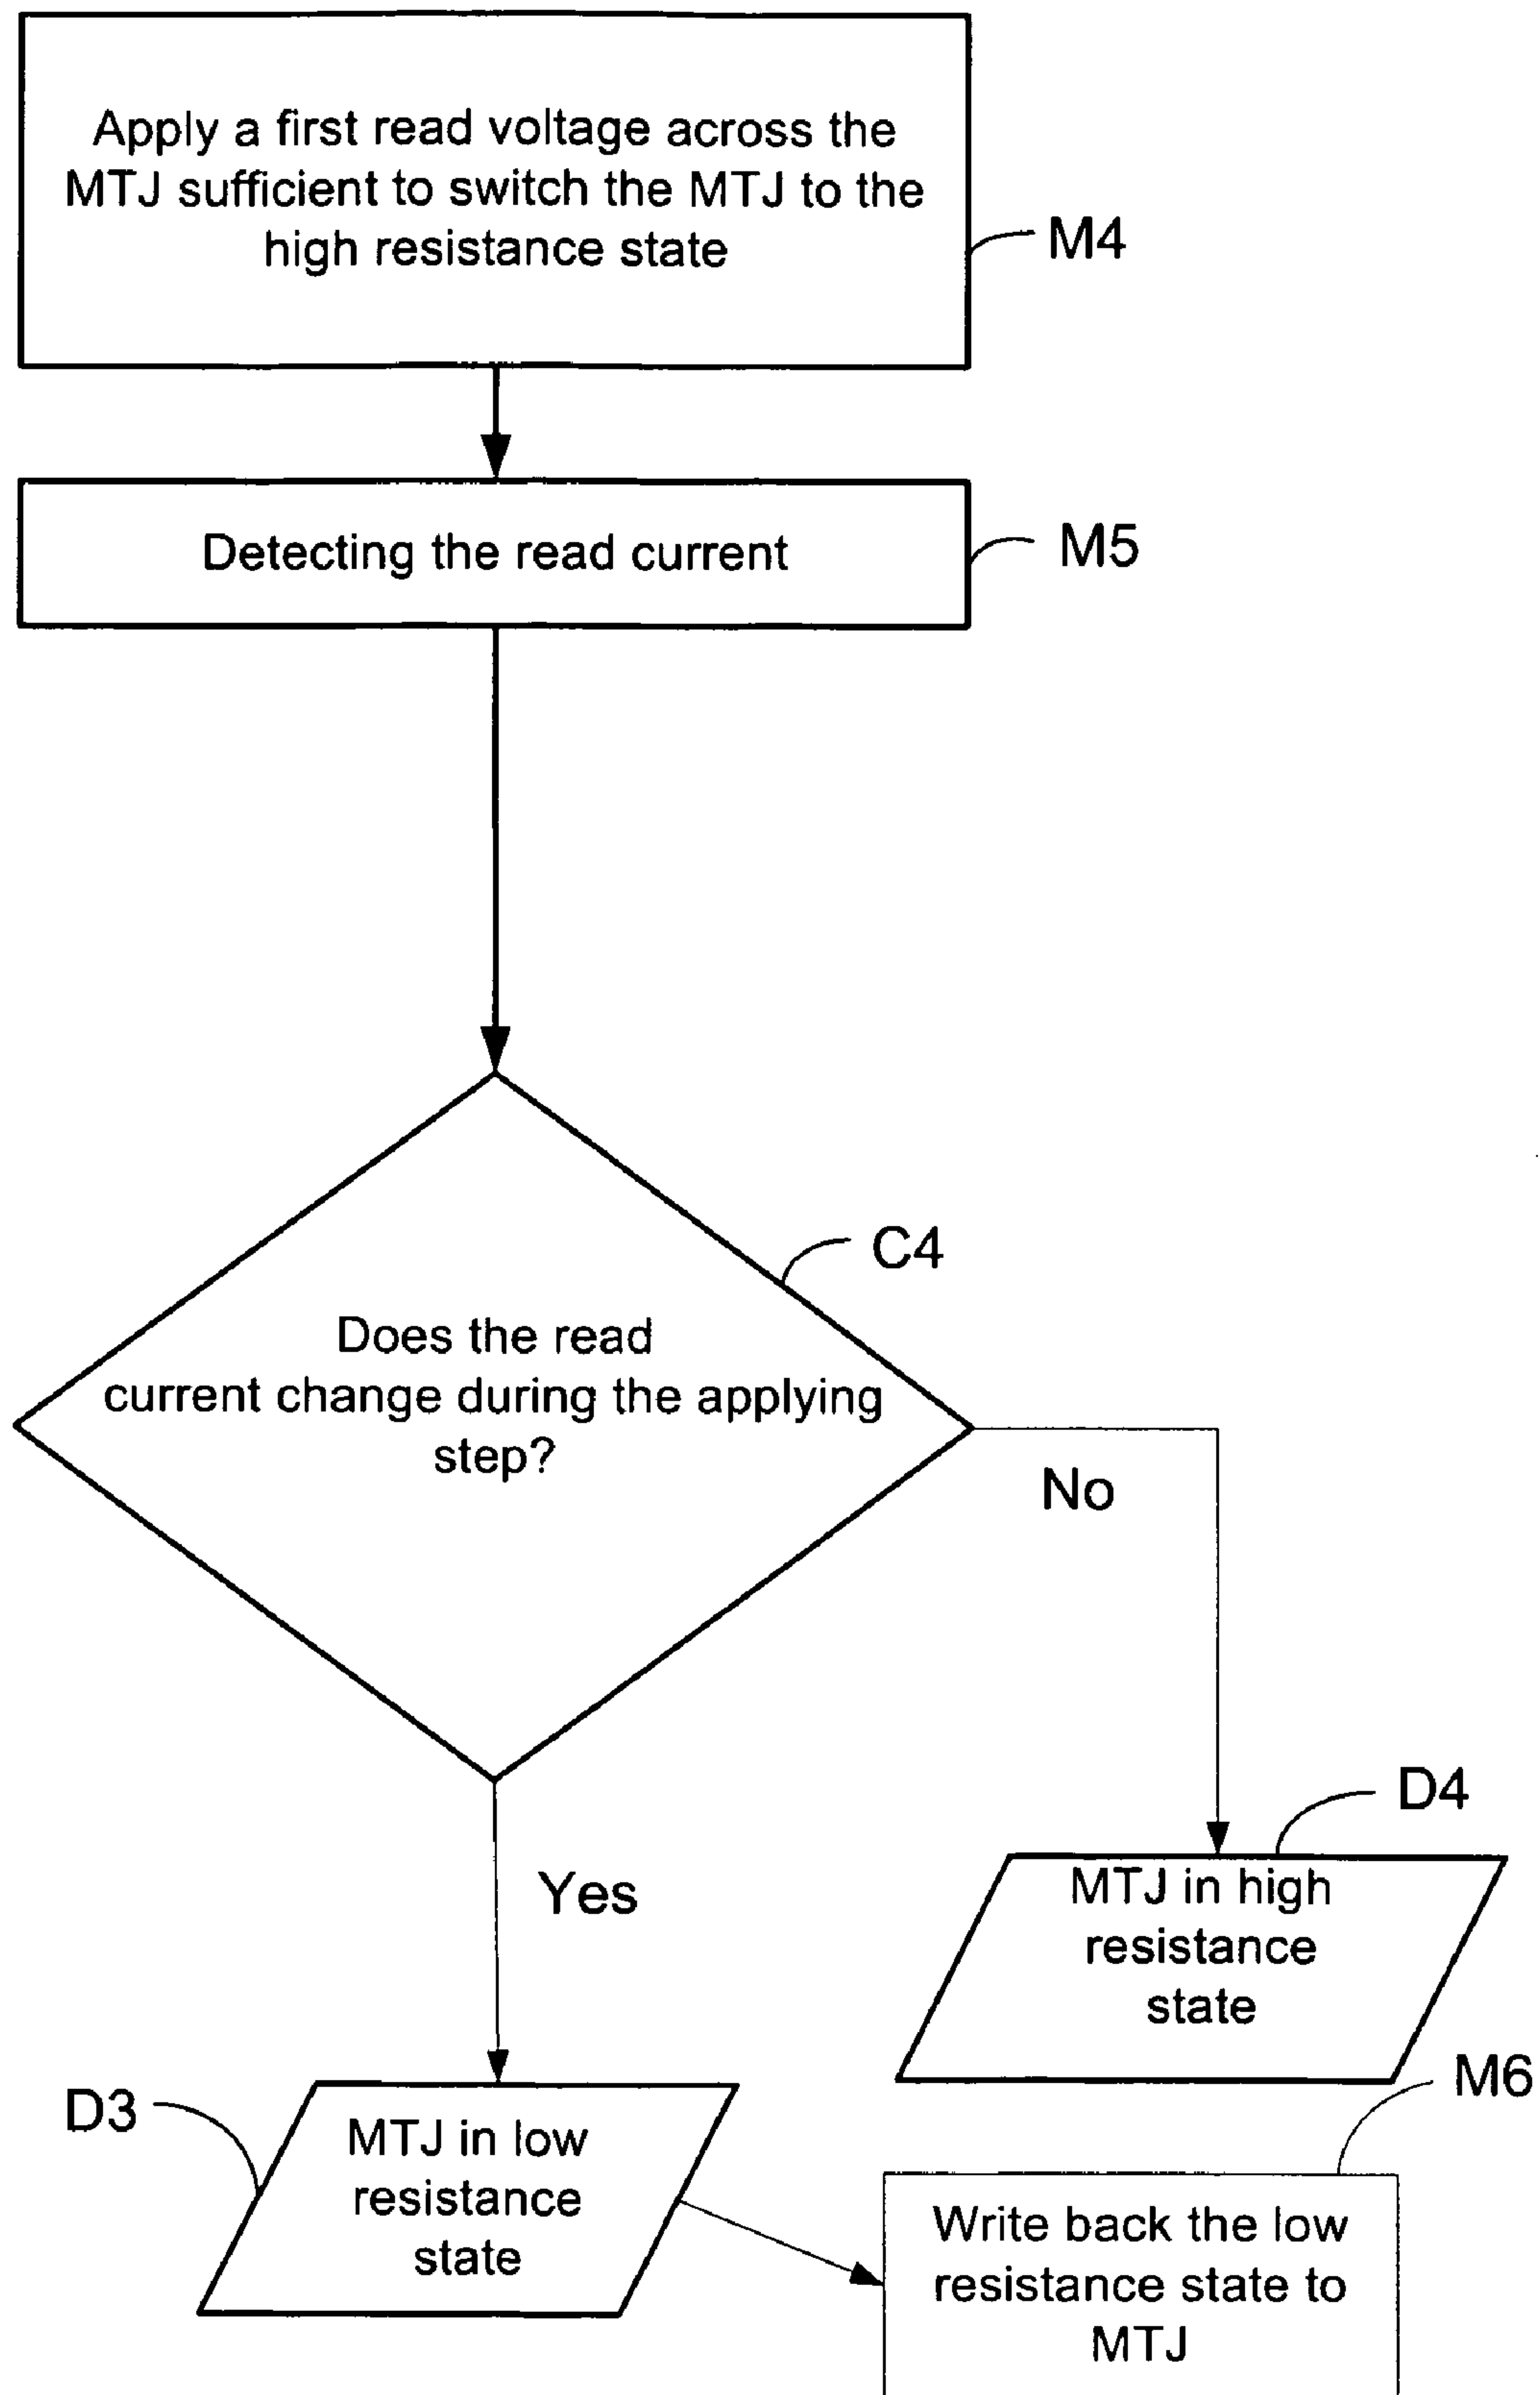 Apply a first read voltage across the
MTJ sufficient to switch the MTJ to the
high resistance state
M4
Detecting the read current
M5
C4
Does the read
current change during the applying
step?
No
Yes
D4
MTJ in high
resistance
state
D3
MTJ in low
resistance
state
M6
Write back the low
resistance state to
MTJ